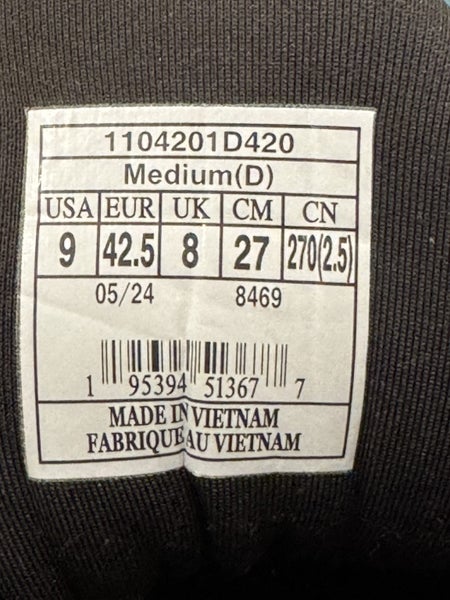 1104201D420
Medium(D)
USA EUR UK CM CN
9 42.5 8 27 270(2.5)
05/24 8469
1 95394 51367 7
MADE IN VIETNAM
FABRIQUE AU VIETNAM